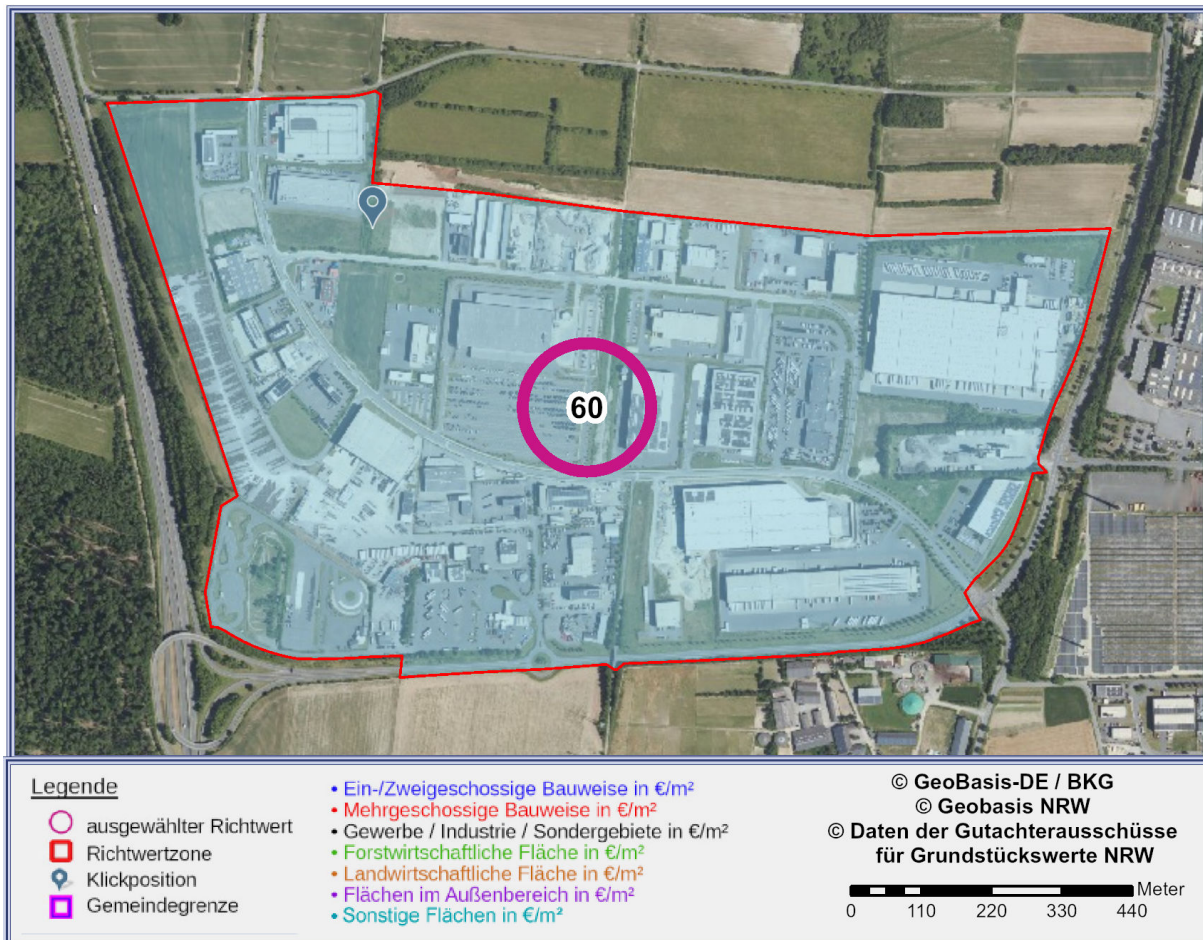 60
Legende
ausgewählter Richtwert
Richtwertzone
Klickposition
Gemeindegrenze
• Ein-/Zweigeschossige Bauweise in €/m²
• Mehrgeschossige Bauweise in €/m²
• Gewerbe / Industrie / Sondergebiete in €/m²
• Forstwirtschaftliche Fläche in €/m²
• Landwirtschaftliche Fläche in €/m²
• Flächen im Außenbereich in €/m²
• Sonstige Flächen in €/m²
© GeoBasis-DE / BKG
© Geobasis NRW
© Daten der Gutachterausschüsse
für Grundstückswerte NRW
Meter
0 110 220 330 440